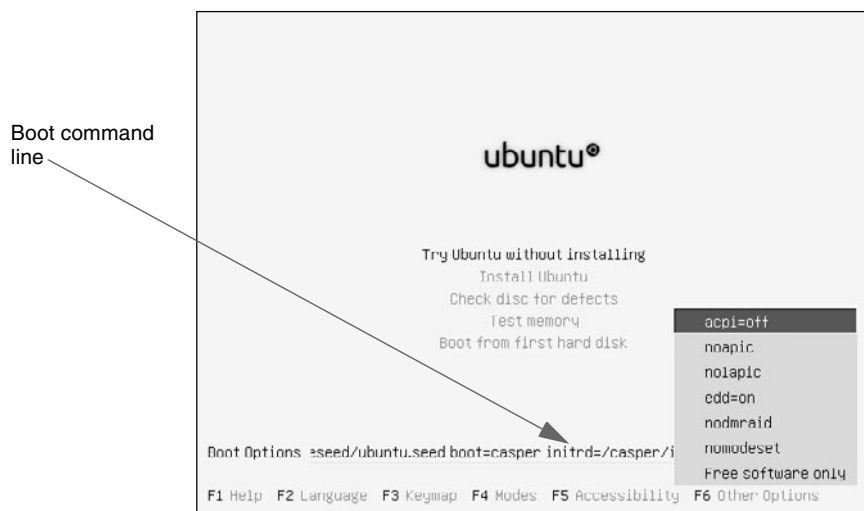 Boot command
line
ubuntu
Try Ubuntu without installing
Install Ubuntu
Check disc for defects
Test memory
Boot from first hard disk
acpi=off
noapic
nolapic
edd=on
nodmraid
nomodeset
Free software only
Boot Options eseed/ubuntu.seed boot=casper initrd=/casper/i
F1 Help F2 Language F3 Keymap F4 Modes F5 Accessibility F6 Other Options